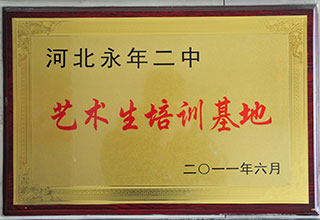 河北永年二中
艺术生培训基地
二〇一一年六月